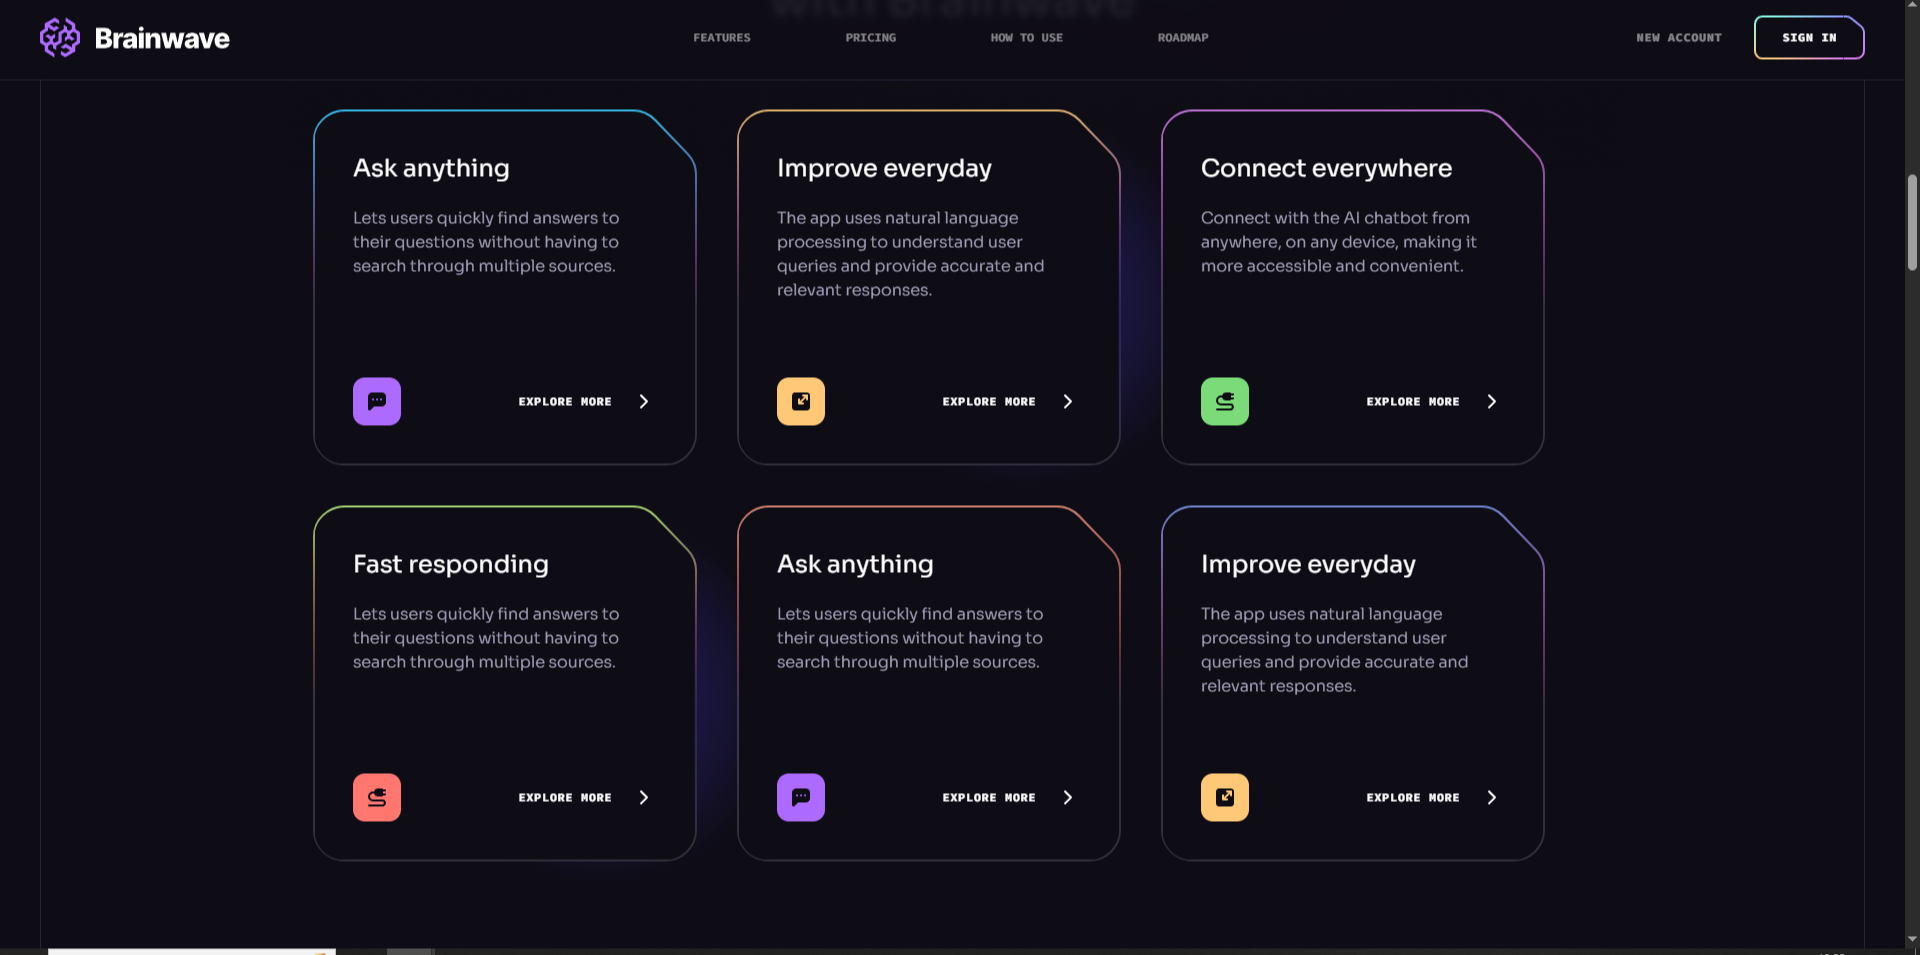 with Brainwave
Brainwave
FEATURES
PRICING
HOW TO USE
ROADMAP
NEW ACCOUNT
SIGN IN
Ask anything
Lets users quickly find answers to
their questions without having to
search through multiple sources.
EXPLORE MORE
Improve everyday
The app uses natural language
processing to understand user
queries and provide accurate and
relevant responses.
EXPLORE MORE
Connect everywhere
Connect with the AI chatbot from
anywhere, on any device, making it
more accessible and convenient.
EXPLORE MORE
Fast responding
Lets users quickly find answers to
their questions without having to
search through multiple sources.
EXPLORE MORE
Ask anything
Lets users quickly find answers to
their questions without having to
search through multiple sources.
EXPLORE MORE
Improve everyday
The app uses natural language
processing to understand user
queries and provide accurate and
relevant responses.
EXPLORE MORE